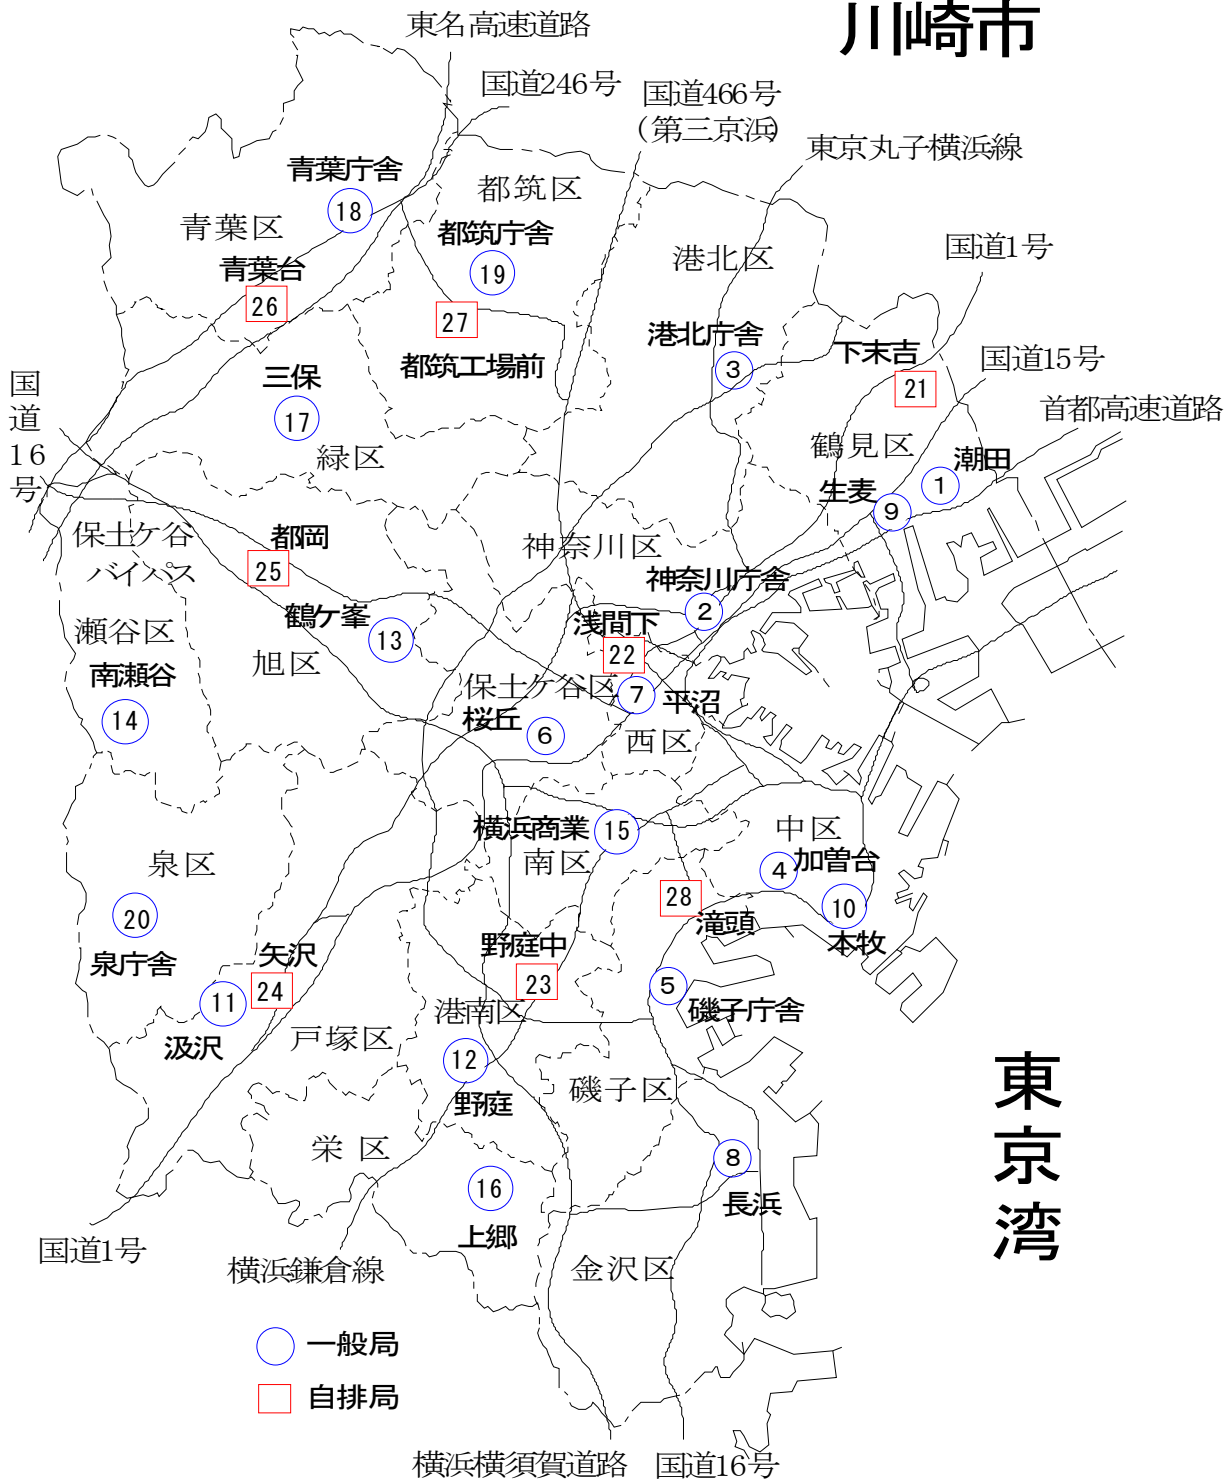 川崎市
東名高速道路
国道246号
国道466号
(第三京浜)
東京丸子横浜線
青葉庁舎
18
都筑区
青葉区
都筑庁舎
19
港北区
国道1号
青葉台
26
27
都筑工場前
港北庁舎
3
下末吉
21
国道15号
首都高速道路
国
道
16
号
三保
17
緑区
鶴見区
潮田
1
生麦
9
保土ケ谷
バイパス
都岡
25
神奈川区
神奈川庁舎
2
鶴ケ峯
13
浅間下
22
瀬谷区
旭区
南瀬谷
14
保土ケ谷区
7
平沼
桜丘
6
西区
横浜商業
15
南区
中区
加曽台
4
10
本牧
泉区
20
泉庁舎
28
滝頭
矢沢
24
野庭中
23
5
磯子庁舎
11
汲沢
港南区
戸塚区
12
野庭
磯子区
東
京
湾
栄区
8
長浜
16
上郷
国道1号
横浜鎌倉線
金沢区
一般局
自排局
横浜横須賀道路
国道16号